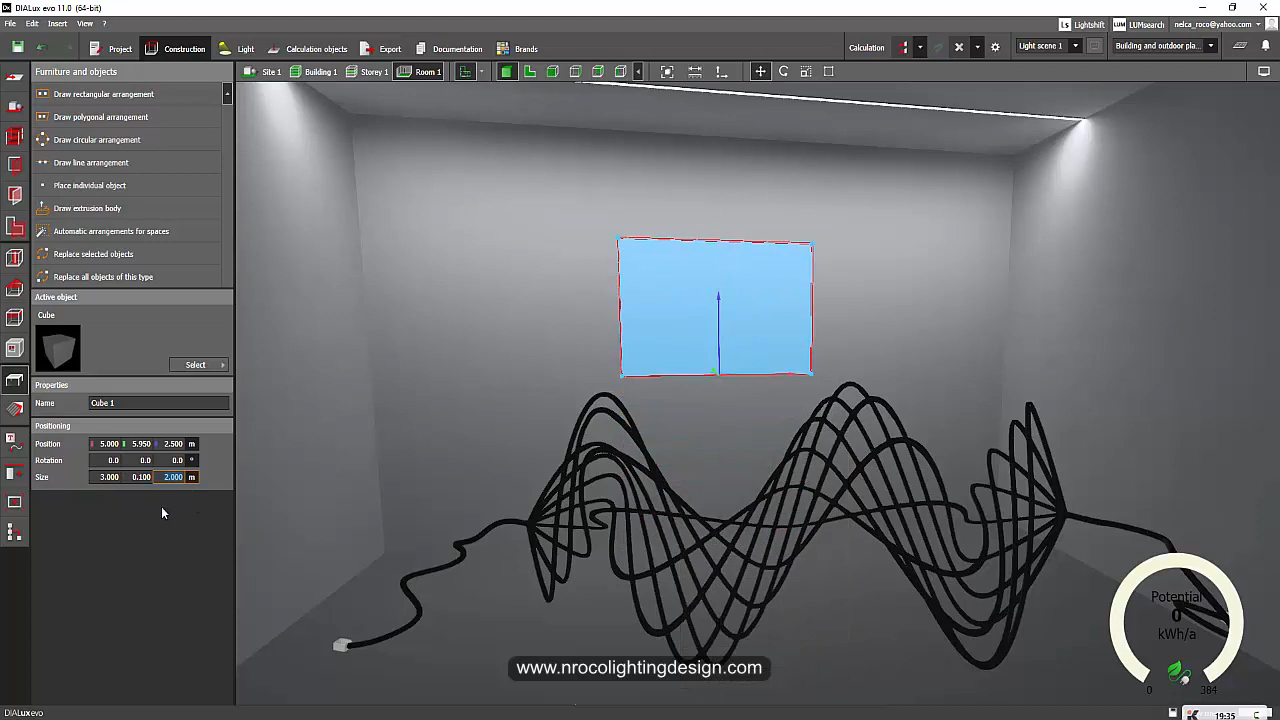 DIALux evo 11.0 (64-bit)
File Edit Insert View ?
Lightshift LUMsearch nelca_roco@yahoo.com
Project Construction Light Calculation objects Export Documentation Brands Calculation Light scene 1 Building and outdoor pla...
Furniture and objects Site 1 Building 1 Storey 1 Room 1
Draw rectangular arrangement
Draw polygonal arrangement
Draw circular arrangement
Draw line arrangement
Place individual object
Draw extrusion body
Automatic arrangements for spaces
Replace selected objects
Replace all objects of this type
Active object
Cube
Select
Properties
Name Cube 1
Positioning
Position 5.000 5.950 2.500 m
Rotation 0.0 0.0 0.0 °
Size 3.000 0.100 2.000 m
Potential
0
kWh/a
0 384
www.nrocolightingdesign.com
DIALux evo
19:35